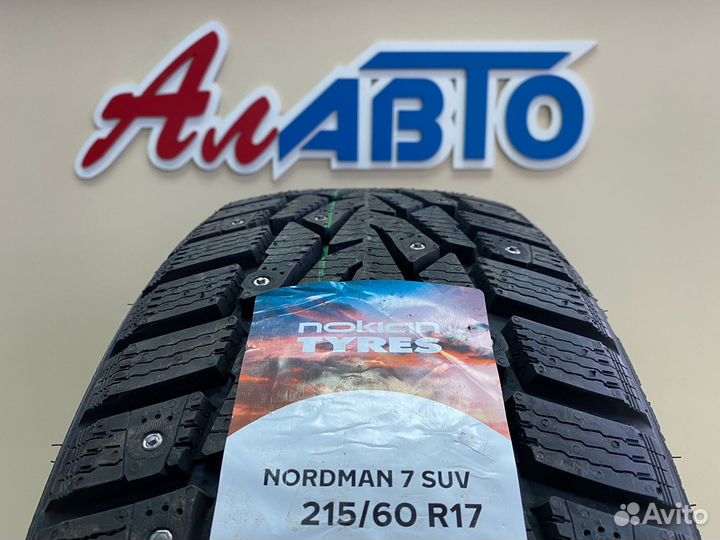 АлАВТО
nokian
TYRES
NORDMAN 7 SUV
215/60 R17
Avito